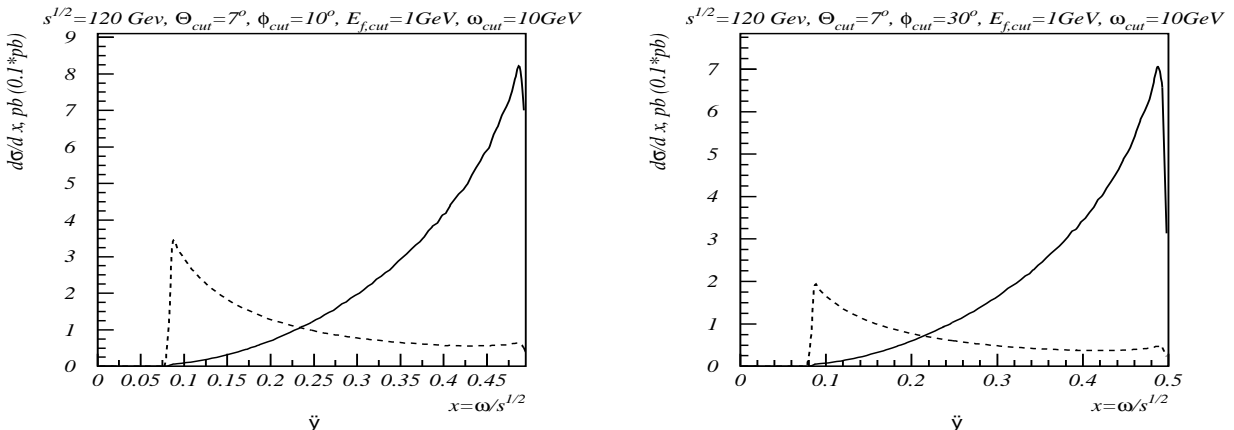 s^{1/2}=120 Gev, Θ_{cut}=7^o, ϕ_{cut}=10^o, E_{f,cut}=1GeV, ω_{cut}=10GeV
dσ/d x, pb (0.1*pb)
9
8
7
6
5
4
3
2
1
0
0 0.05 0.1 0.15 0.2 0.25 0.3 0.35 0.4 0.45
x=ω/s^{1/2}
ÿ
s^{1/2}=120 Gev, Θ_{cut}=7^o, ϕ_{cut}=30^o, E_{f,cut}=1GeV, ω_{cut}=10GeV
dσ/d x, pb (0.1*pb)
7
6
5
4
3
2
1
0
0 0.1 0.2 0.3 0.4 0.5
x=ω/s^{1/2}
ÿ